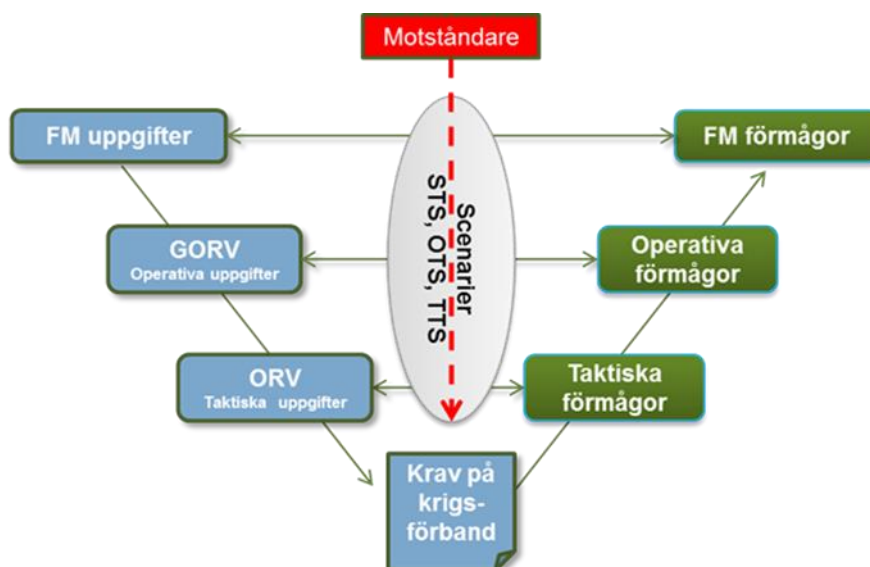 Motståndare
FM uppgifter
FM förmågor
Scenarier
STS, OTS, TTS
GORV
Operativa uppgifter
Operativa
förmågor
ORV
Taktiska uppgifter
Taktiska
förmågor
Krav på
krigs-
förband